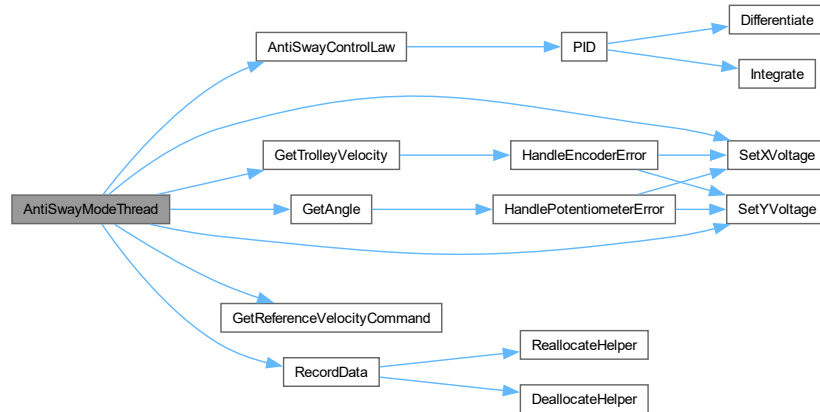 Differentiate
AntiSwayControlLaw
PID
Integrate
GetTrolleyVelocity
HandleEncoderError
SetXVoltage
AntiSwayModeThread
GetAngle
HandlePotentiometerError
SetYVoltage
GetReferenceVelocityCommand
ReallocateHelper
RecordData
DeallocateHelper